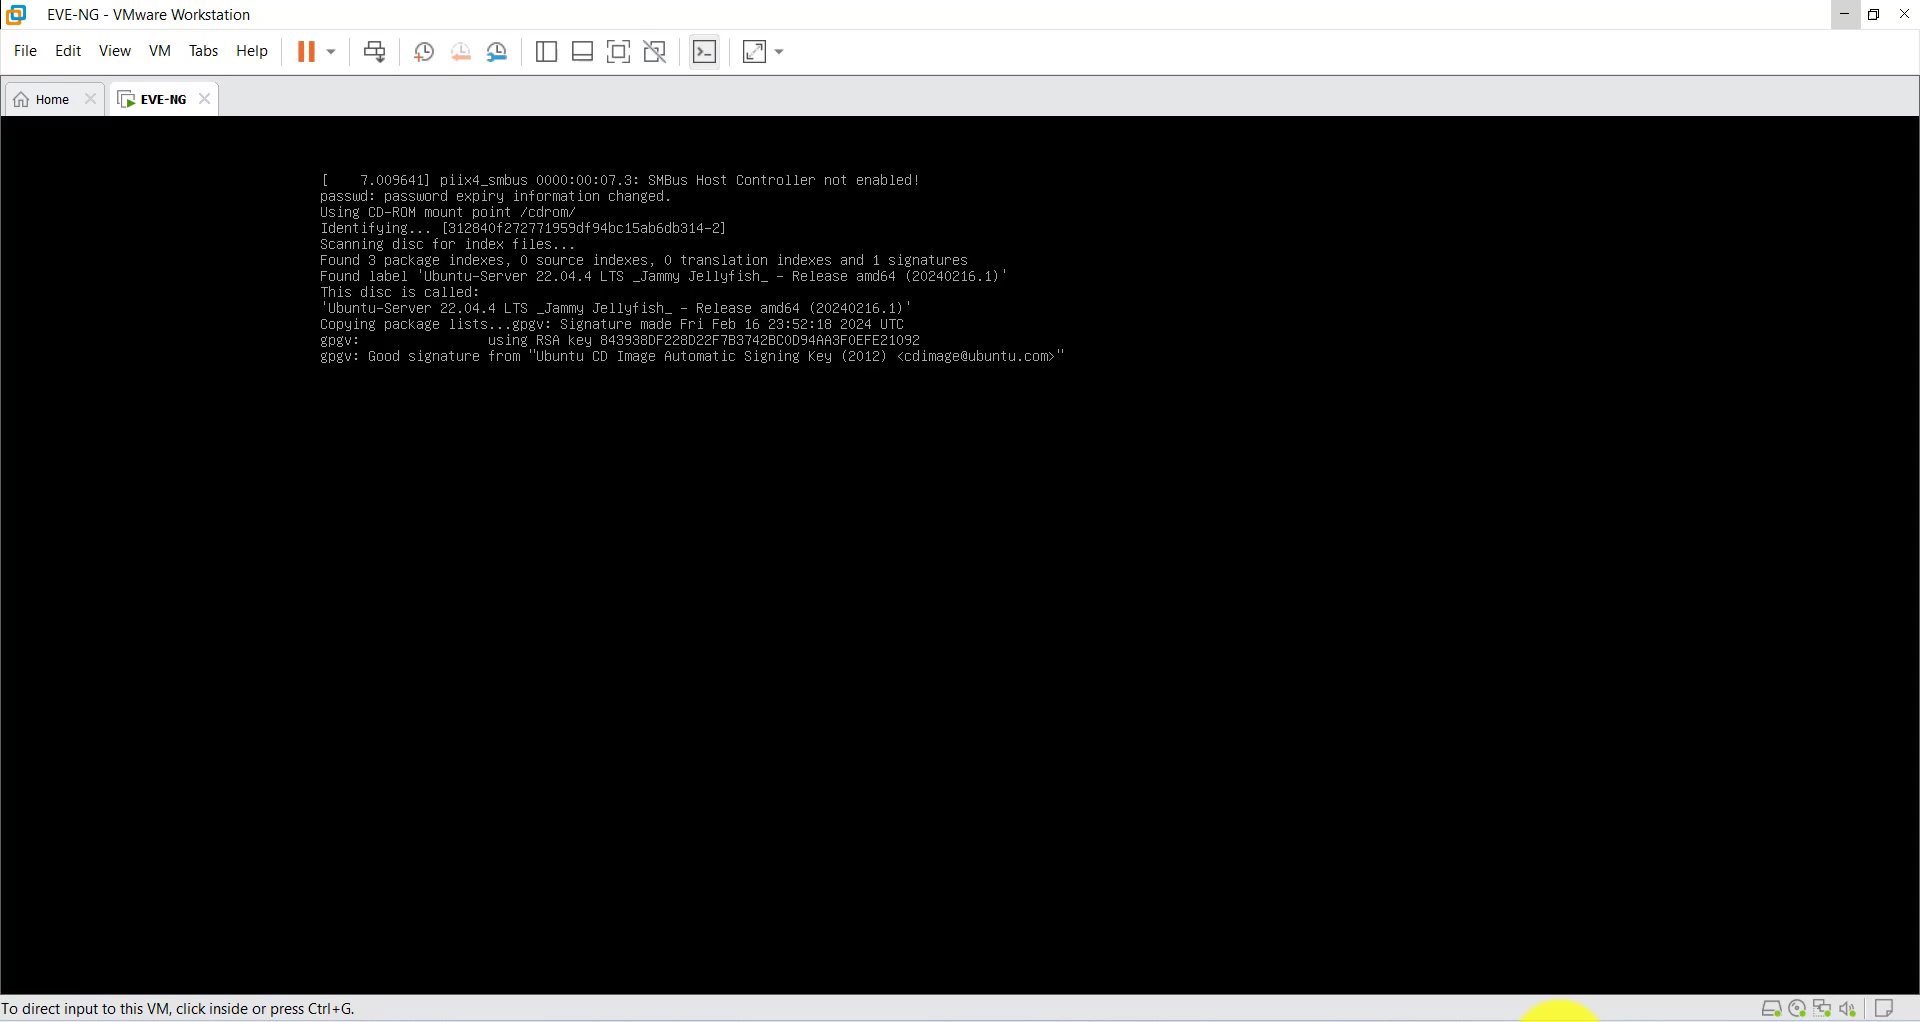 EVE-NG - VMware Workstation
File Edit View VM Tabs Help
Home
EVE-NG
[    7.009641] piix4_smbus 0000:00:07.3: SMBus Host Controller not enabled!
passwd: password expiry information changed.
Using CD-ROM mount point /cdrom/
Identifying... [312840f272771959df94bc15ab6db314-2]
Scanning disc for index files...
Found 3 package indexes, 0 source indexes, 0 translation indexes and 1 signatures
Found label 'Ubuntu-Server 22.04.4 LTS _Jammy Jellyfish_ - Release amd64 (20240216.1)'
This disc is called:
'Ubuntu-Server 22.04.4 LTS _Jammy Jellyfish_ - Release amd64 (20240216.1)'
Copying package lists...gpgv: Signature made Fri Feb 16 23:52:18 2024 UTC
gpgv:                using RSA key 843938DF228D22F7B3742BC0D94AA3F0EFE21092
gpgv: Good signature from "Ubuntu CD Image Automatic Signing Key (2012) <cdimage@ubuntu.com>"
To direct input to this VM, click inside or press Ctrl+G.